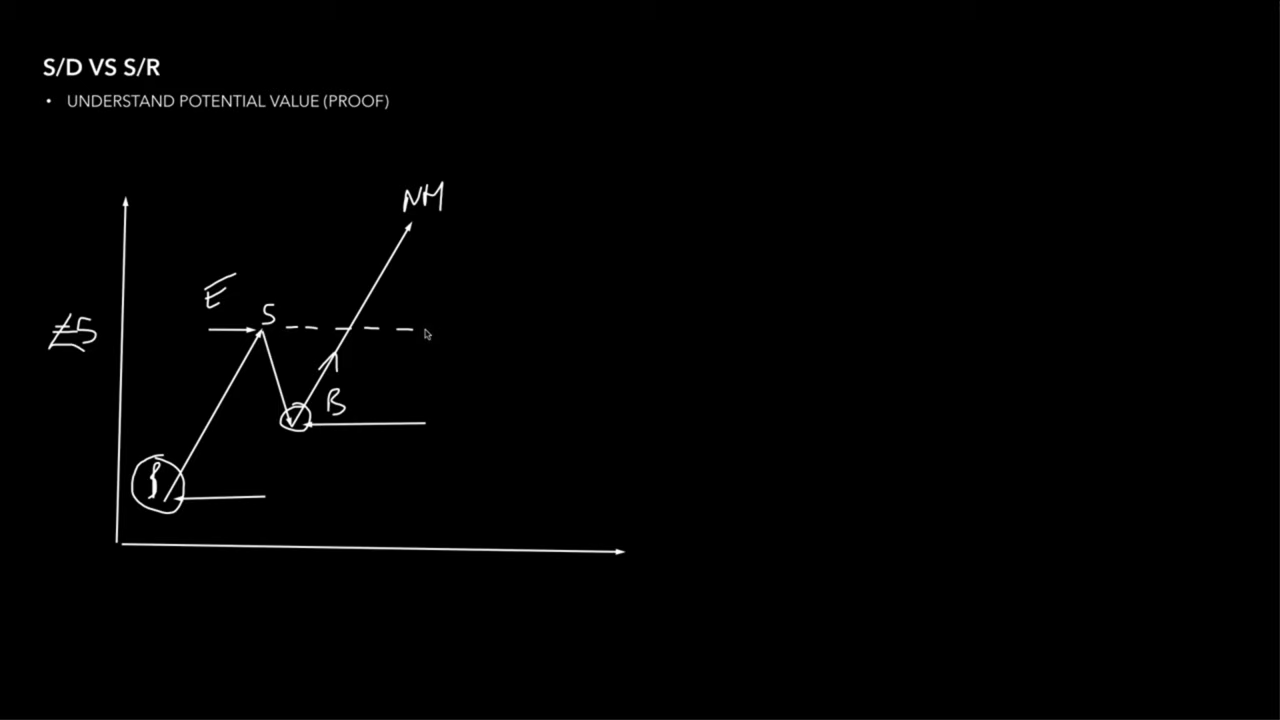 S/D VS S/R
• UNDERSTAND POTENTIAL VALUE (PROOF)
NM
E
S
£5
B